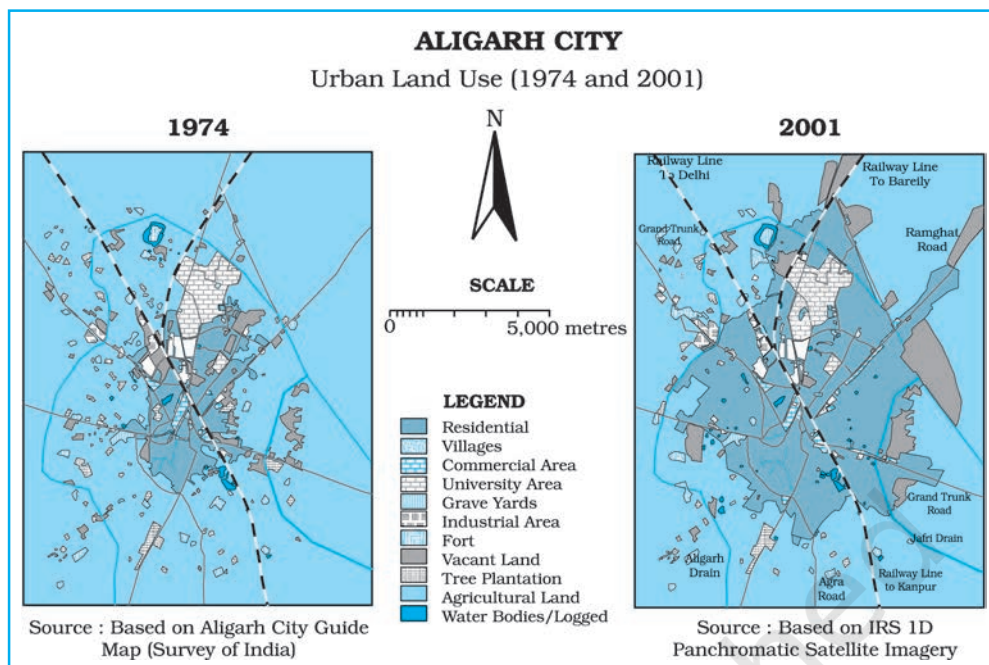 ALIGARH CITY
Urban Land Use (1974 and 2001)
1974
N
2001
SCALE
0 5,000 metres
LEGEND
Residential
Villages
Commercial Area
University Area
Grave Yards
Industrial Area
Fort
Vacant Land
Tree Plantation
Agricultural Land
Water Bodies/Logged
Railway Line
To Delhi
Railway Line
To Bareily
Grand Trunk
Road
Ramghat
Road
Grand Trunk
Road
Jafri Drain
Aligarh
Drain
Agra
Road
Railway Line
to Kanpur
Source : Based on Aligarh City Guide
Map (Survey of India)
Source : Based on IRS 1D
Panchromatic Satellite Imagery